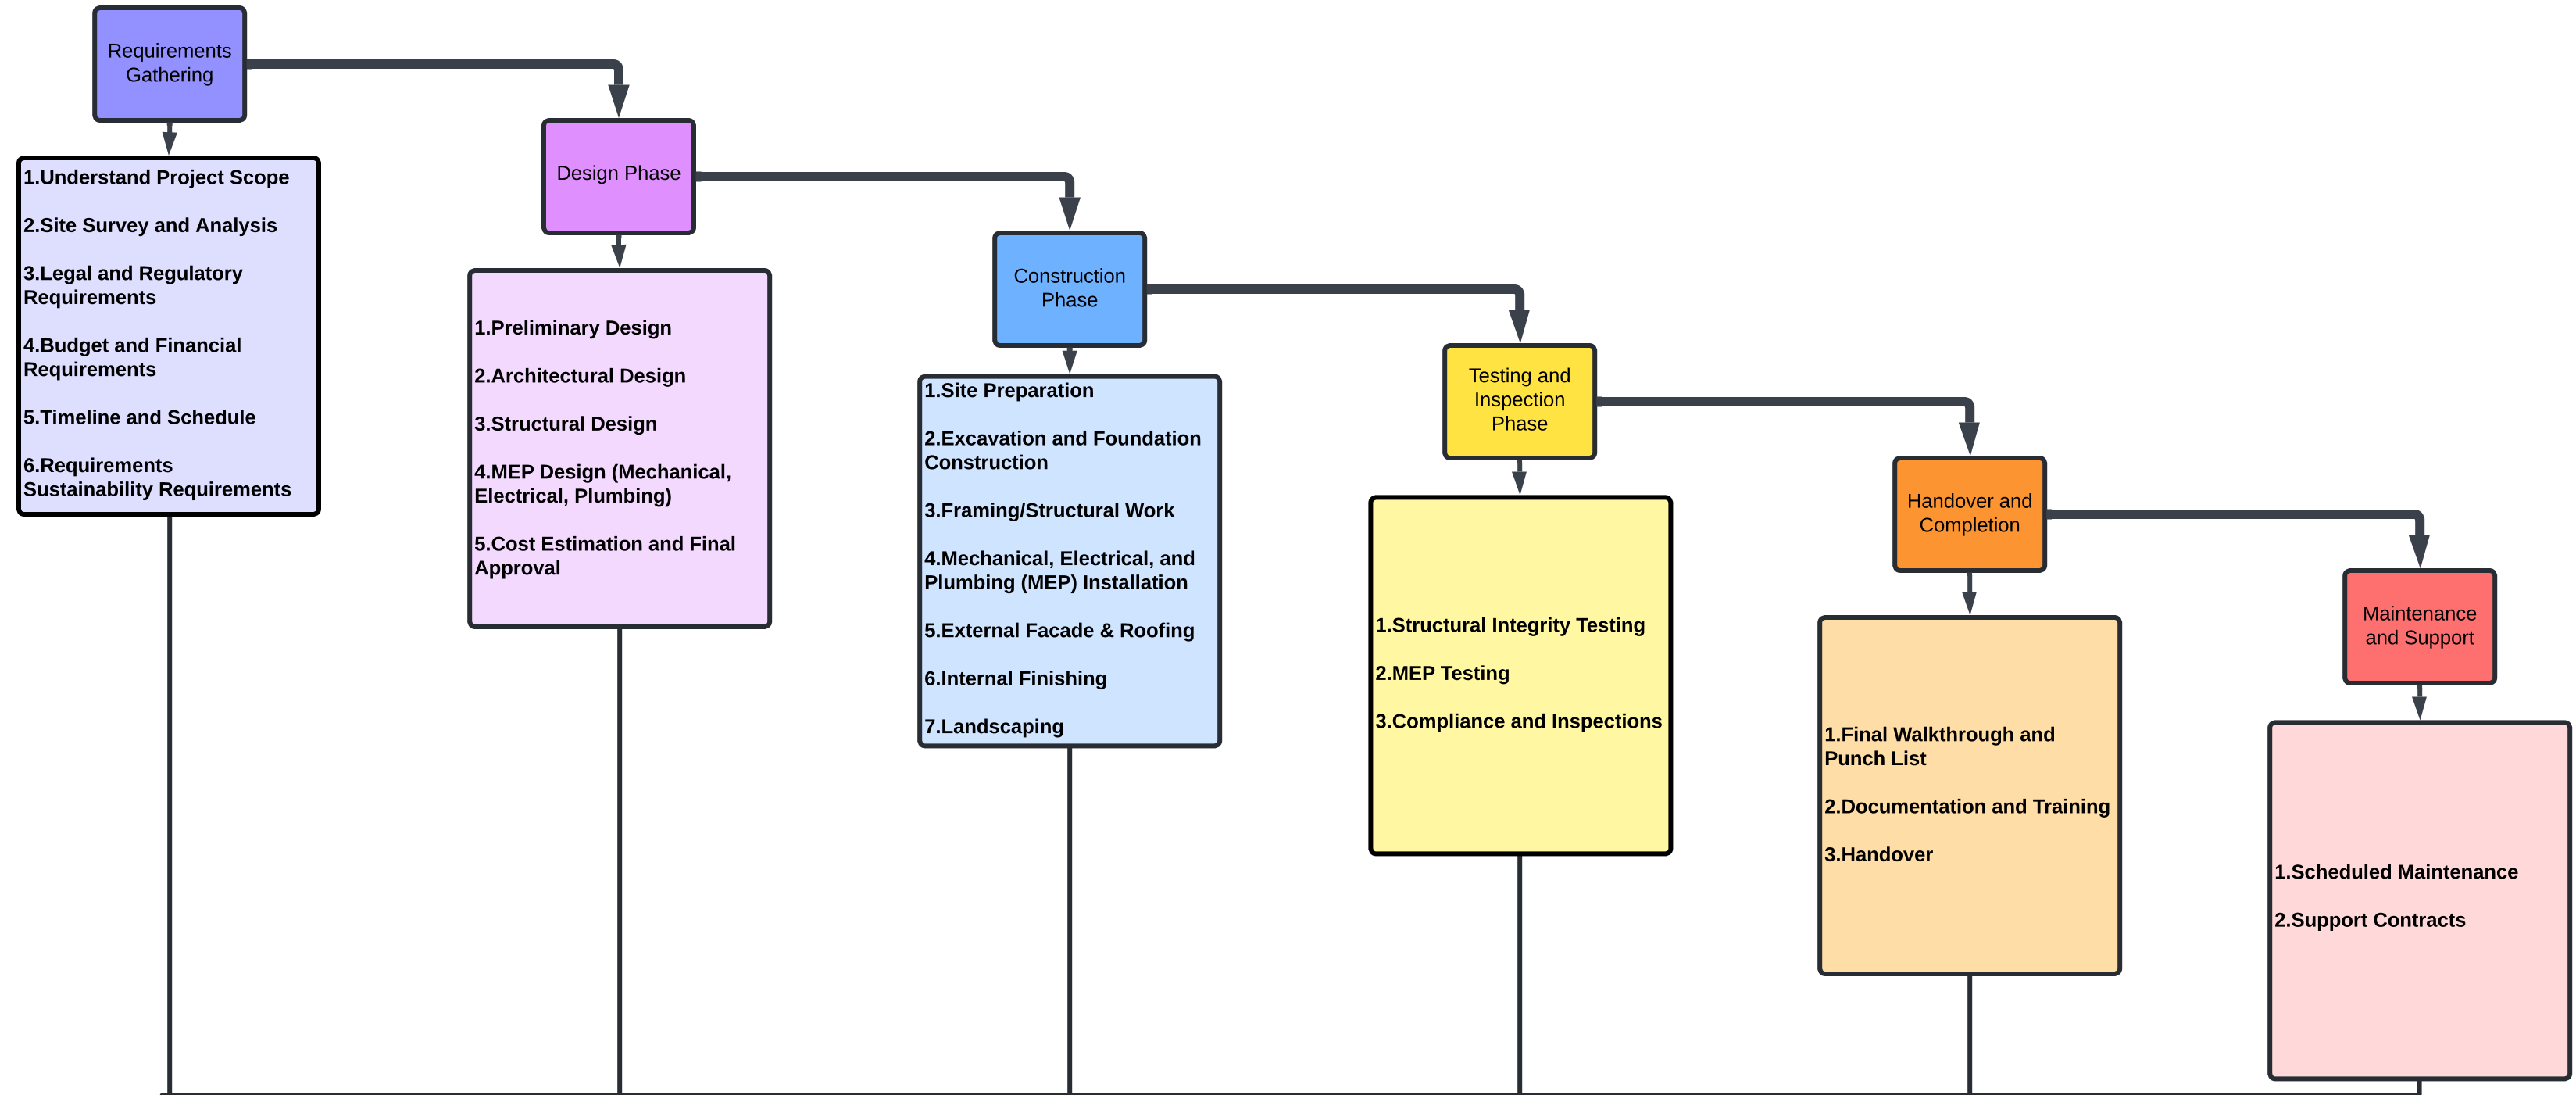 Requirements
Gathering
1.Understand Project Scope
2.Site Survey and Analysis
3.Legal and Regulatory
Requirements
4.Budget and Financial
Requirements
5.Timeline and Schedule
6.Requirements
Sustainability Requirements
Design Phase
1.Preliminary Design
2.Architectural Design
3.Structural Design
4.MEP Design (Mechanical,
Electrical, Plumbing)
5.Cost Estimation and Final
Approval
Construction
Phase
1.Site Preparation
2.Excavation and Foundation
Construction
3.Framing/Structural Work
4.Mechanical, Electrical, and
Plumbing (MEP) Installation
5.External Facade & Roofing
6.Internal Finishing
7.Landscaping
Testing and
Inspection
Phase
1.Structural Integrity Testing
2.MEP Testing
3.Compliance and Inspections
Handover and
Completion
1.Final Walkthrough and
Punch List
2.Documentation and Training
3.Handover
Maintenance
and Support
1.Scheduled Maintenance
2.Support Contracts